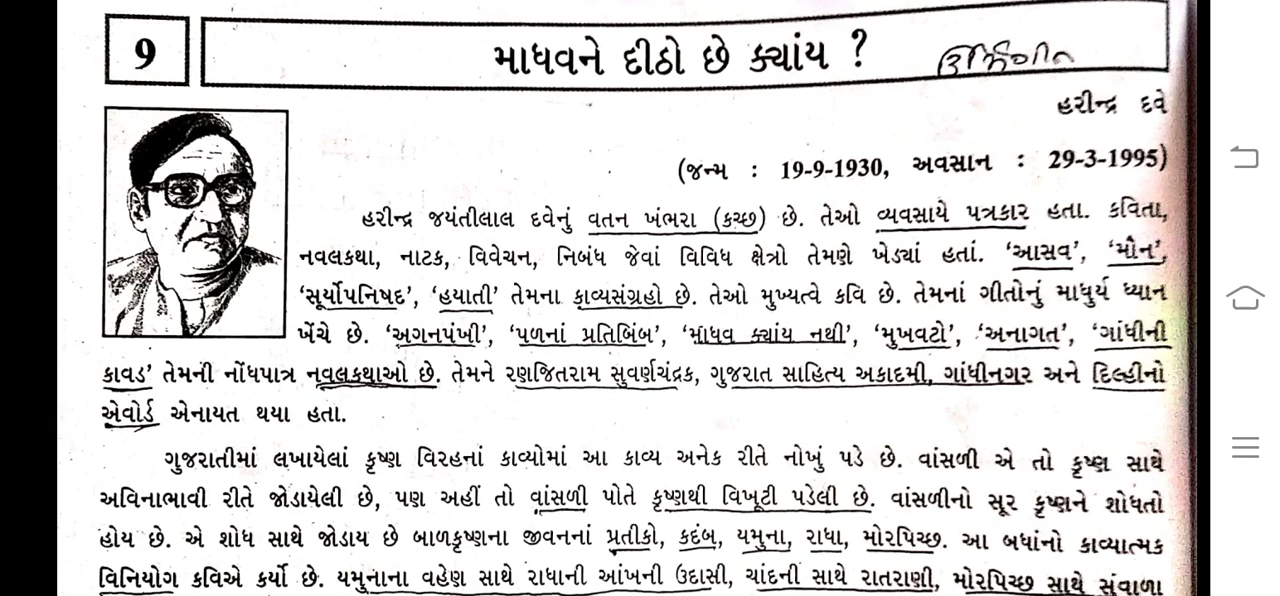 9
માધવને દીઠો છે ક્યાંય ? ઊર્મિગીત
હરીન્દ્ર દવે
(જન્મ : 19-9-1930, અવસાન : 29-3-1995)
હરીન્દ્ર જયંતીલાલ દવેનું વતન ખંભરા (કચ્છ) છે. તેઓ વ્યવસાયે પત્રકાર હતા. કવિતા,
નવલકથા, નાટક, વિવેચન, નિબંધ જેવાં વિવિધ ક્ષેત્રો તેમણે ખેડ્યાં હતાં. ‘આસવ’, ‘મૌન’,
‘સૂર્યોપનિષદ’, ‘હયાતી’ તેમના કાવ્યસંગ્રહો છે. તેઓ મુખ્યત્વે કવિ છે. તેમનાં ગીતોનું માધુર્ય ધ્યાન
ખેંચે છે. ‘અગનપંખી’, ‘પળનાં પ્રતિબિંબ’, ‘માધવ ક્યાંય નથી’, ‘મુખવટો’, ‘અનાગત’, ‘ગાંધીની
કાવડ’ તેમની નોંધપાત્ર નવલકથાઓ છે. તેમને રણજિતરામ સુવર્ણચંદ્રક, ગુજરાત સાહિત્ય અકાદમી, ગાંધીનગર અને દિલ્હીનો
એવોર્ડ એનાયત થયા હતા.
ગુજરાતીમાં લખાયેલાં કૃષ્ણ વિરહનાં કાવ્યોમાં આ કાવ્ય અનેક રીતે નોખું પડે છે. વાંસળી એ તો કૃષ્ણ સાથે
અવિનાભાવી રીતે જોડાયેલી છે, પણ અહીં તો વાંસળી પોતે કૃષ્ણથી વિખૂટી પડેલી છે. વાંસળીનો સૂર કૃષ્ણને શોધતો
હોય છે. એ શોધ સાથે જોડાય છે બાળકૃષ્ણના જીવનનાં પ્રતીકો, કદંબ, યમુના, રાધા, મોરપિચ્છ. આ બધાંનો કાવ્યાત્મક
વિનિયોગ કવિએ કર્યો છે. યમુનાના વહેણ સાથે રાધાની આંખની ઉદાસી, ચાંદની સાથે રાતરાણી, મોરપિચ્છ સાથે સુંવાળા